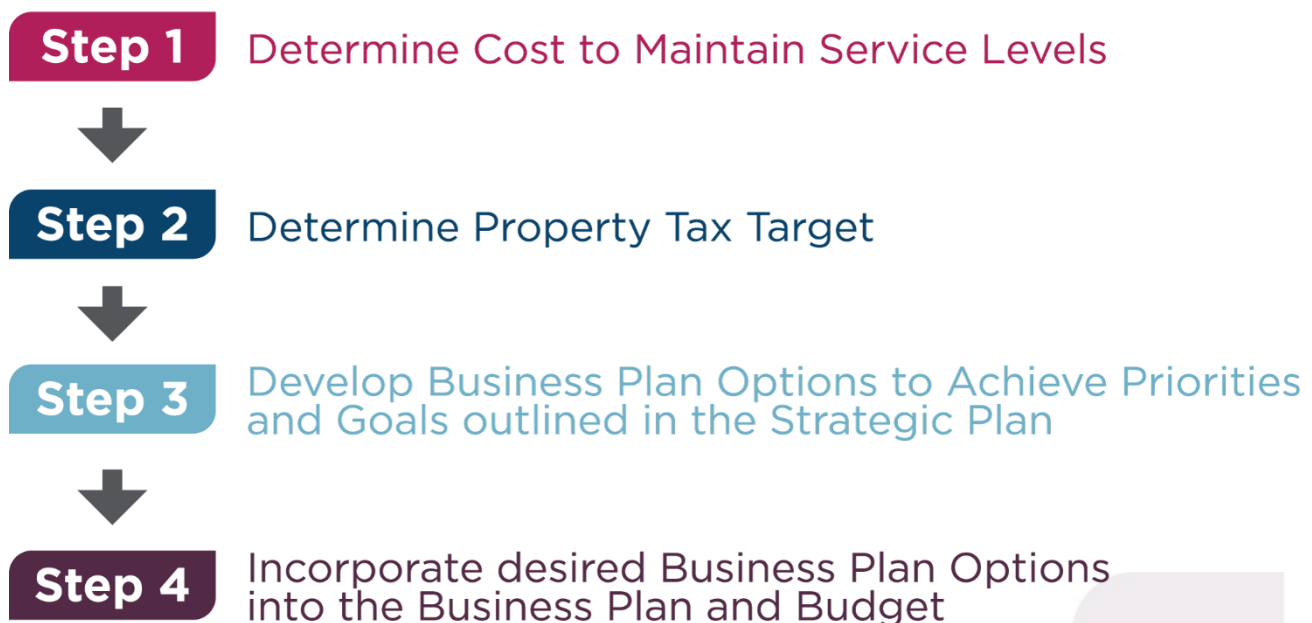 Step 1
Determine Cost to Maintain Service Levels
Step 2
Determine Property Tax Target
Step 3
Develop Business Plan Options to Achieve Priorities
and Goals outlined in the Strategic Plan
Step 4
Incorporate desired Business Plan Options
into the Business Plan and Budget